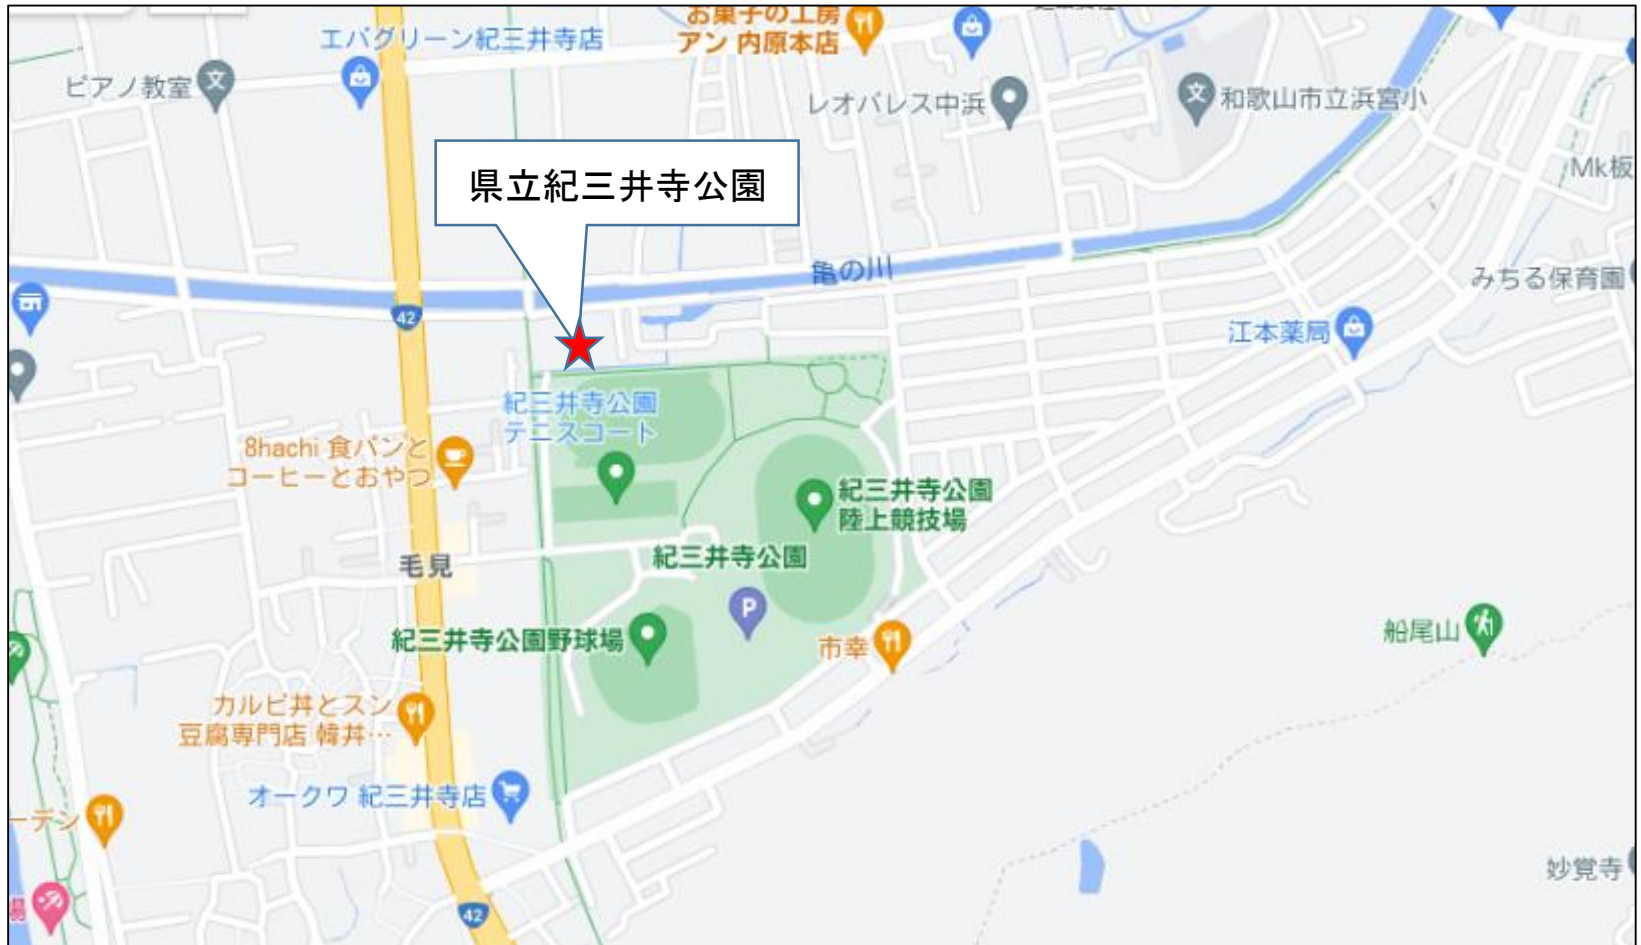 お菓子の工房
アン 内原本店
エバグリーン紀三井寺店
ピアノ教室
レオパレス中浜
和歌山市立浜宮小
Mk板
県立紀三井寺公園
亀の川
みちる保育園
42
江本薬局
紀三井寺公園
テニスコート
8hachi 食パンと
コーヒーとおやつ
紀三井寺公園
陸上競技場
紀三井寺公園
毛見
P
紀三井寺公園野球場
市幸
船尾山
カルビ丼とスン
豆腐専門店 韓丼…
オークワ 紀三井寺店
ーデン
妙覚寺
場
42